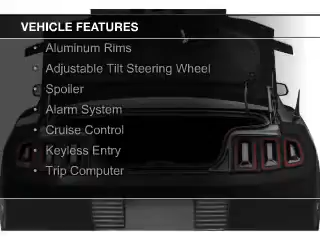 VEHICLE FEATURES
• Aluminum Rims
• Adjustable Tilt Steering Wheel
• Spoiler
• Alarm System
• Cruise Control
• Keyless Entry
• Trip Computer